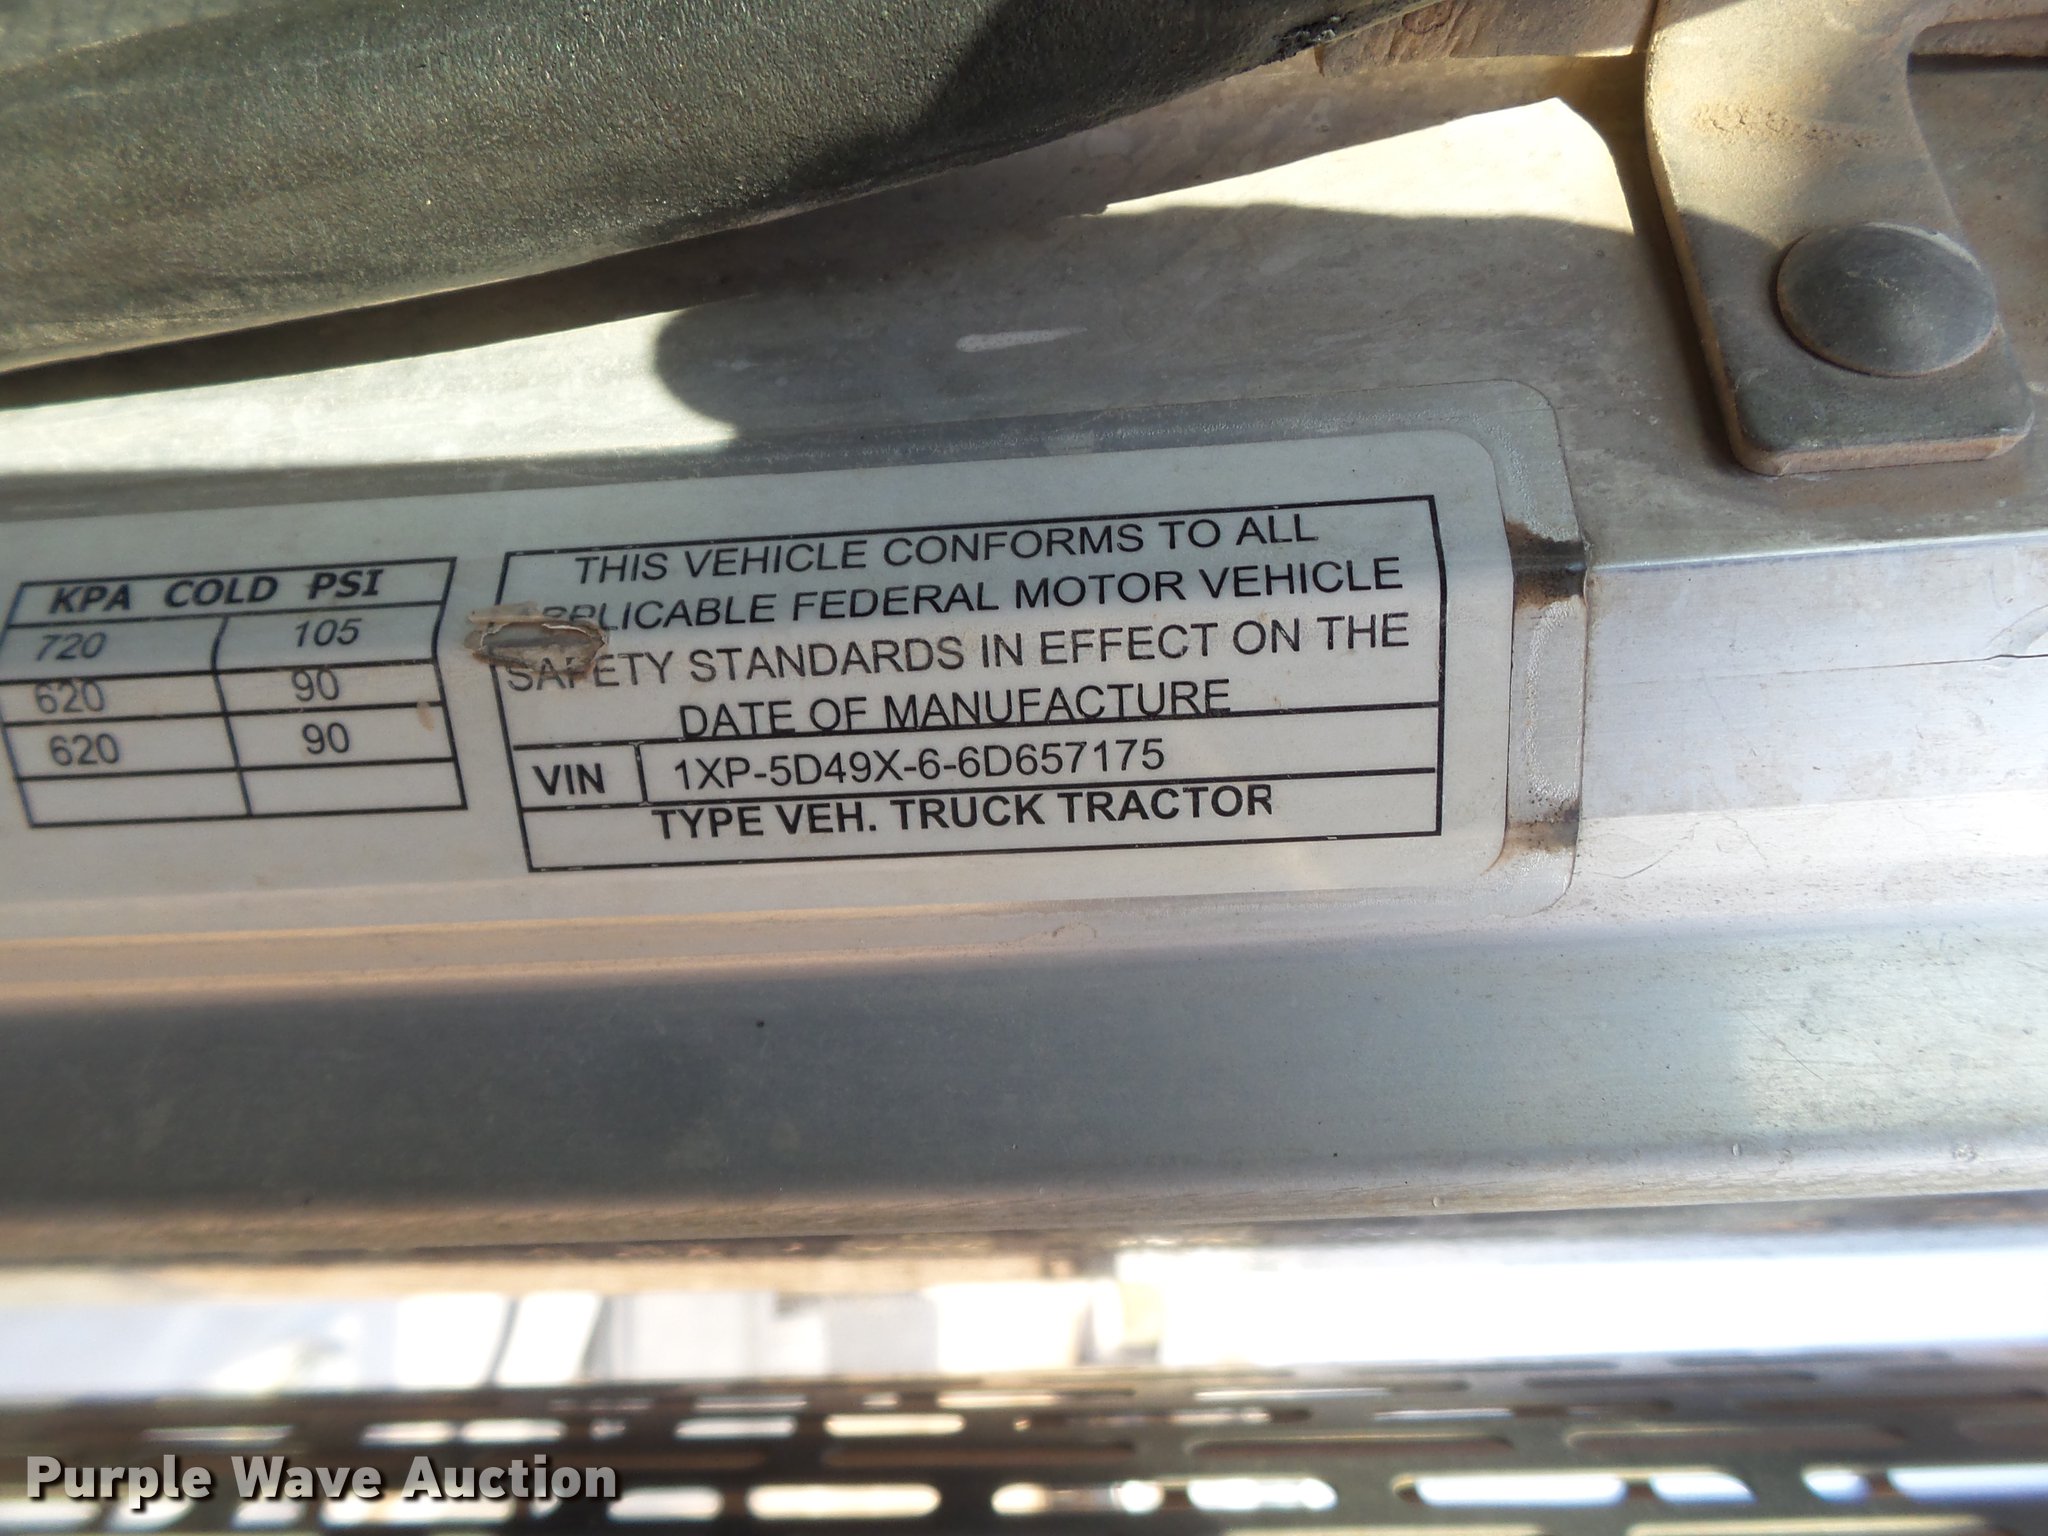 KPA COLD PSI
720 105
620 90
620 90
THIS VEHICLE CONFORMS TO ALL
APPLICABLE FEDERAL MOTOR VEHICLE
SAFETY STANDARDS IN EFFECT ON THE
DATE OF MANUFACTURE
VIN 1XP-5D49X-6-6D657175
TYPE VEH. TRUCK TRACTOR
Purple Wave Auction